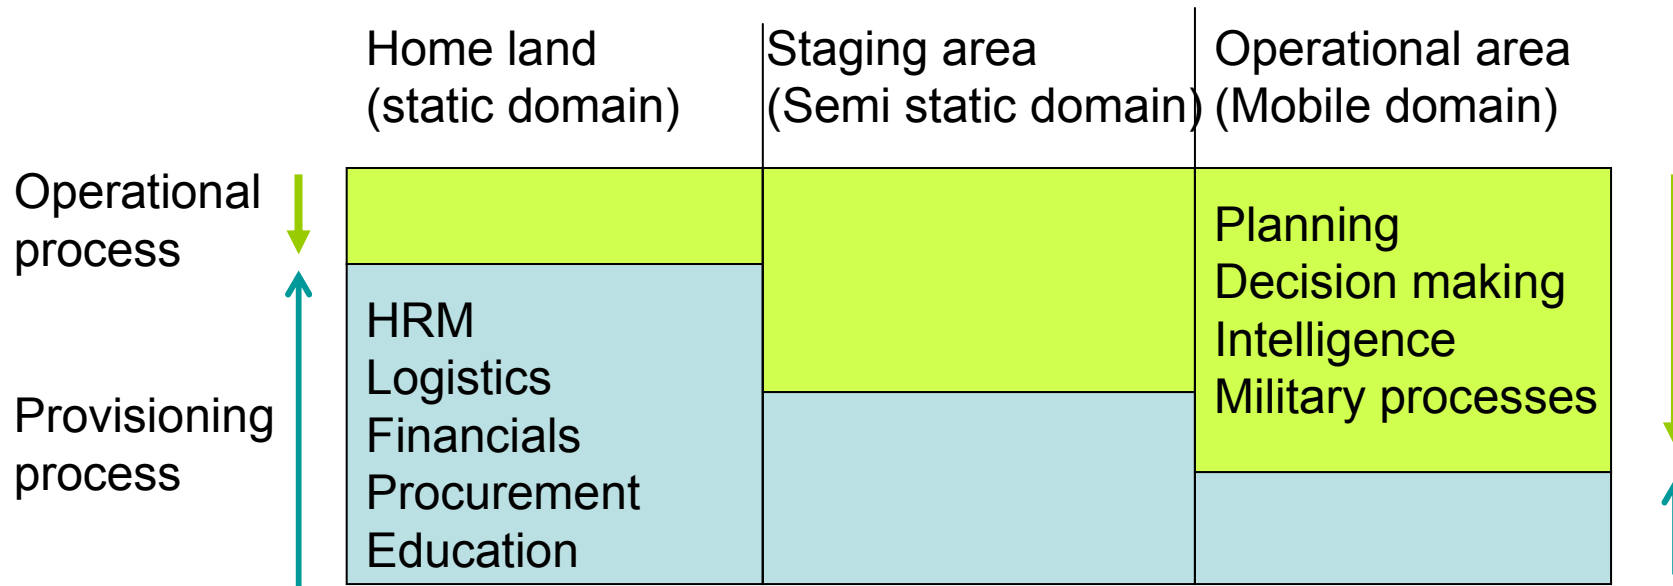 Home land
(static domain)
Staging area
(Semi static domain)
Operational area
(Mobile domain)
Operational
process
Provisioning
process
HRM
Logistics
Financials
Procurement
Education
Planning
Decision making
Intelligence
Military processes